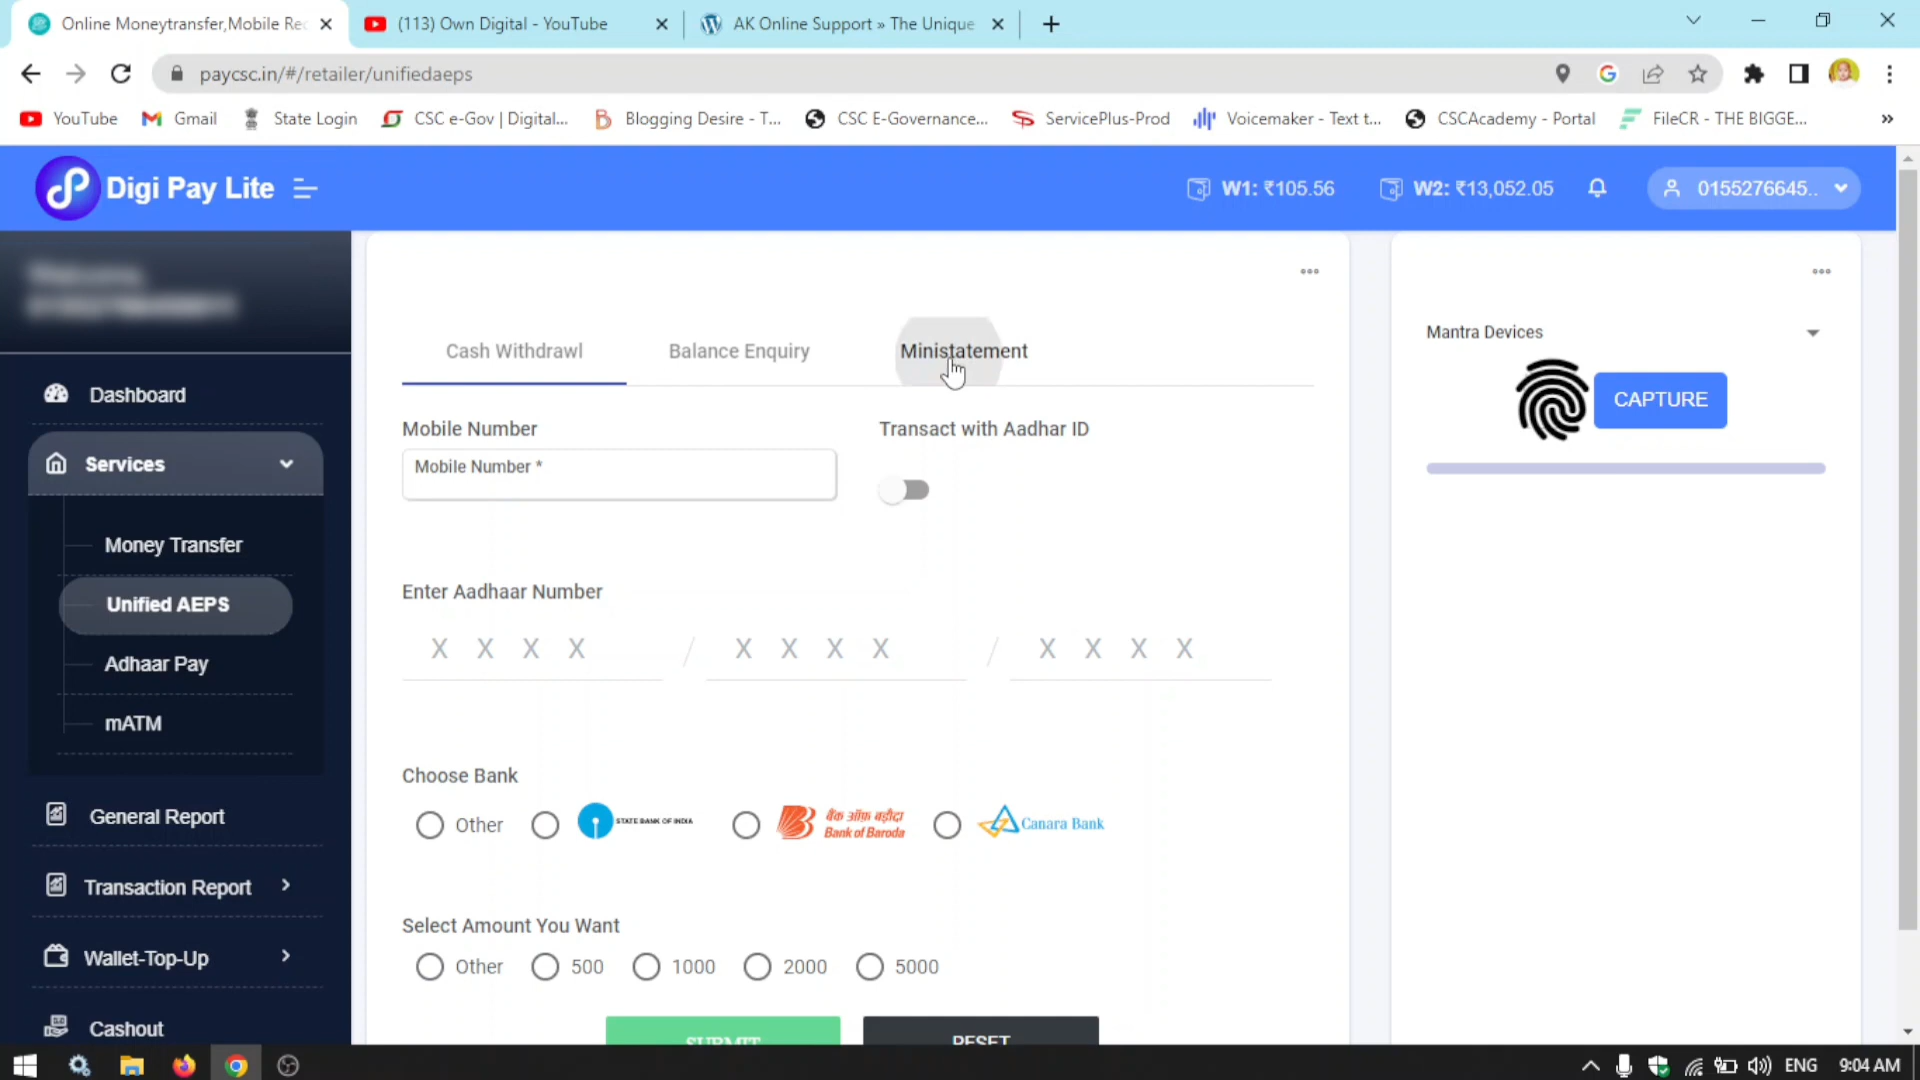 Online Moneytransfer,Mobile Rec
(113) Own Digital - YouTube
AK Online Support » The Unique
paycsc.in/#/retailer/unifiedaeps
YouTube
Gmail
State Login
CSC e-Gov | Digital...
Blogging Desire - T...
CSC E-Governance...
ServicePlus-Prod
Voicemaker - Text t...
CSCAcademy - Portal
FileCR - THE BIGGE...
»
Digi Pay Lite
W1: ₹105.56
W2: ₹13,052.05
0155276645..
Dashboard
Services
Money Transfer
Unified AEPS
Adhaar Pay
mATM
General Report
Transaction Report
Wallet-Top-Up
Cashout
Cash Withdrawl
Balance Enquiry
Ministatement
Mobile Number
Transact with Aadhar ID
Mobile Number *
Enter Aadhaar Number
X X X X / X X X X / X X X X
Choose Bank
Other
STATE BANK OF INDIA
बैंक ऑफ़ बड़ौदा
Bank of Baroda
Canara Bank
Select Amount You Want
Other 500 1000 2000 5000
SUBMIT
RESET
Mantra Devices
CAPTURE
ENG
9:04 AM